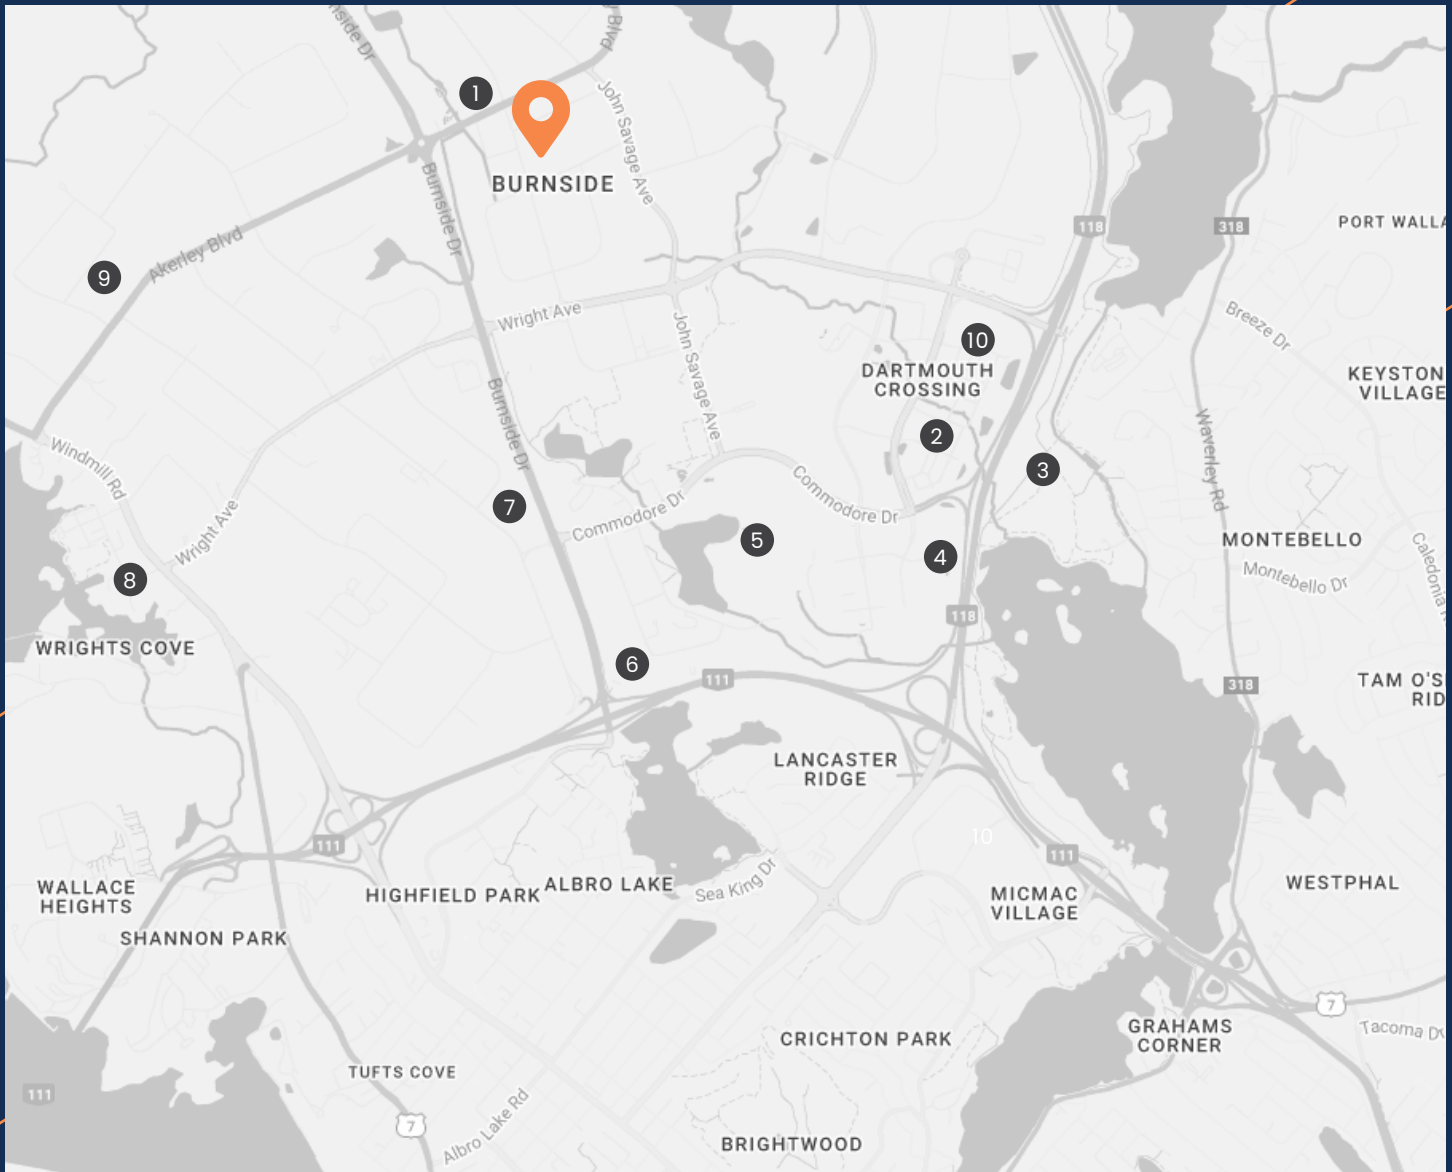 nside Dr
Blvd
1
John Savage Ave
BURNSIDE
Burnside Dr
118
318
PORT WALLA
Akerley Blvd
9
Wright Ave
Breeze Dr
10
John Savage Ave
DARTMOUTH
CROSSING
KEYSTON
VILLAGE
Burnside Dr
2
Waverley Rd
Windmill Rd
3
Commodore Dr
7
Commodore Dr
Wright Ave
5
4
MONTEBELLO
Montebello Dr
Caledonia
8
118
WRIGHTS COVE
6
111
318
TAM O'S
RID
LANCASTER
RIDGE
10
111
111
Sea King Dr
WALLACE
HEIGHTS
HIGHFIELD PARK
ALBRO LAKE
MICMAC
VILLAGE
WESTPHAL
SHANNON PARK
7
CRICHTON PARK
GRAHAMS
CORNER
Tacoma D
TUFTS COVE
111
7
Albro Lake Rd
BRIGHTWOOD